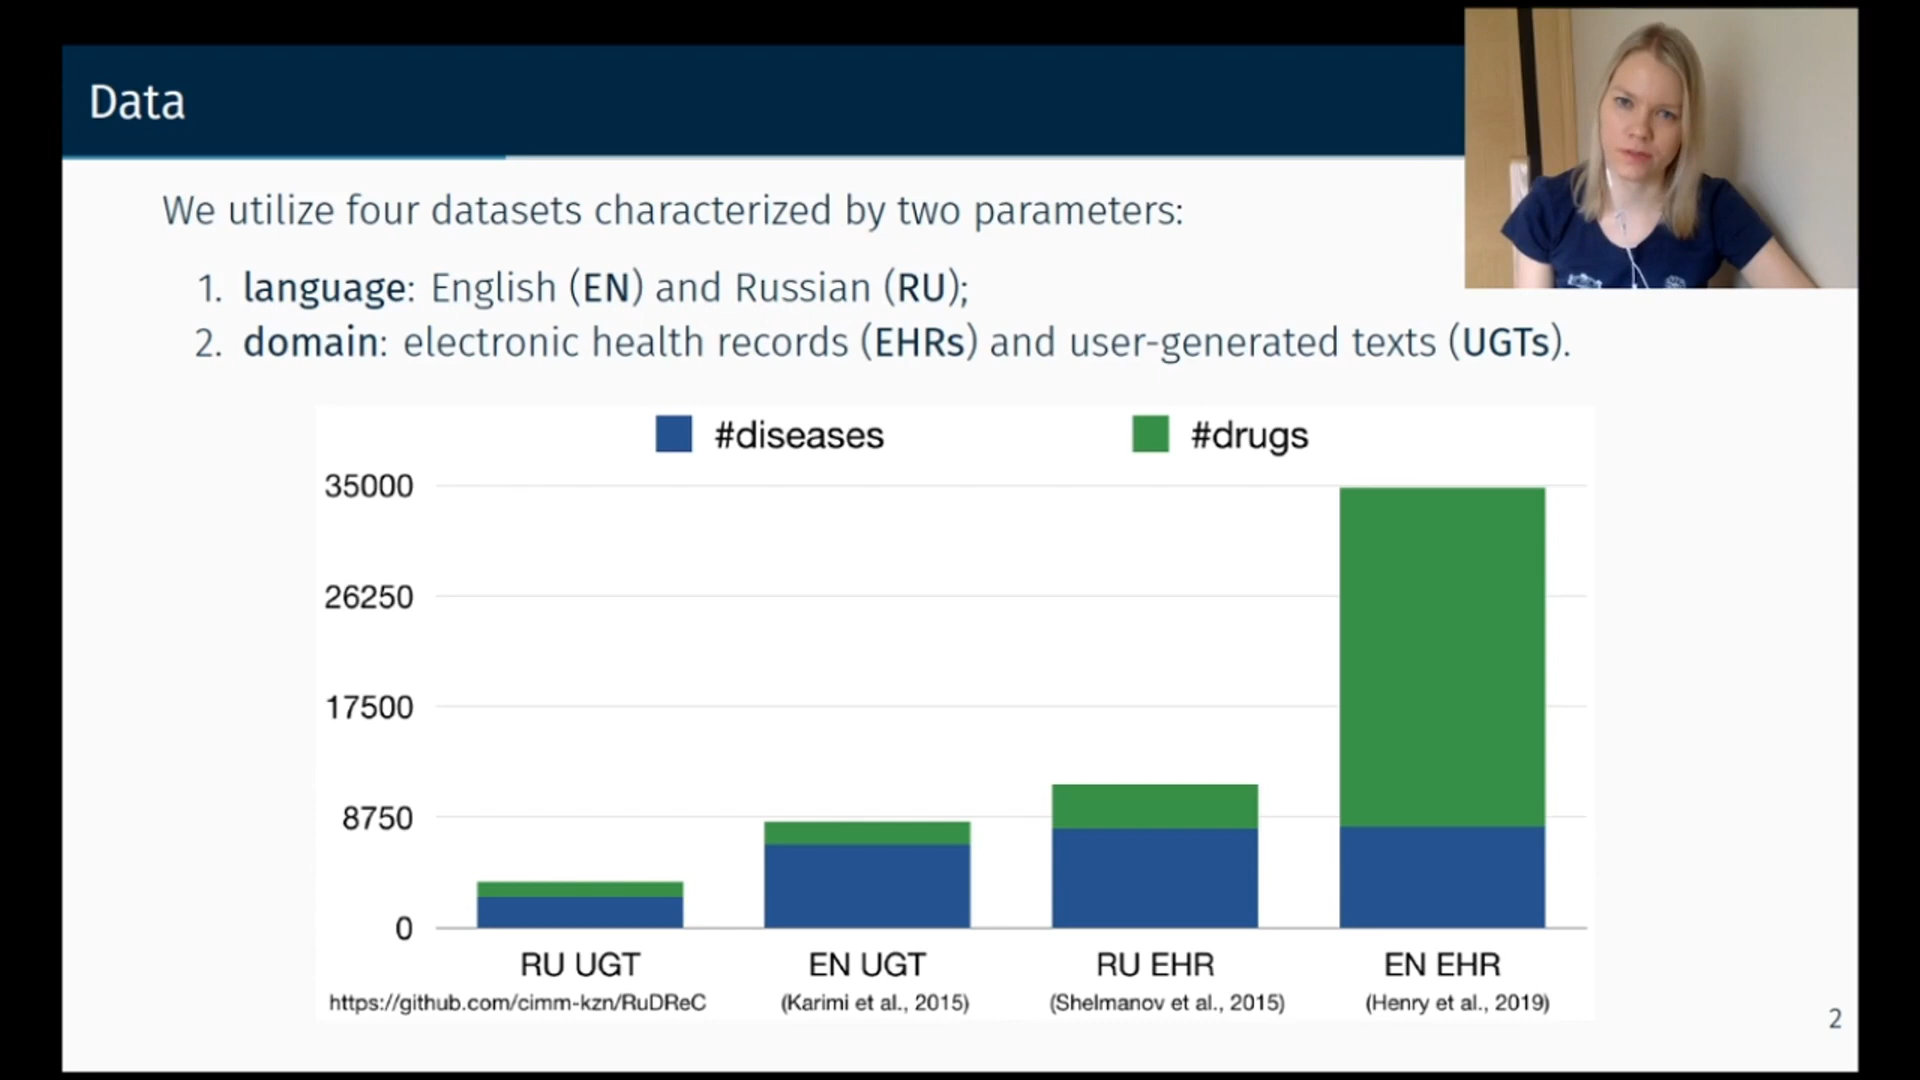 Data
We utilize four datasets characterized by two parameters:
1. language: English (EN) and Russian (RU);
2. domain: electronic health records (EHRs) and user-generated texts (UGTs).
#diseases #drugs
35000
26250
17500
8750
0
RU UGT EN UGT RU EHR EN EHR
https://github.com/cimm-kzn/RuDReC (Karimi et al., 2015) (Shelmanov et al., 2015) (Henry et al., 2019)
2